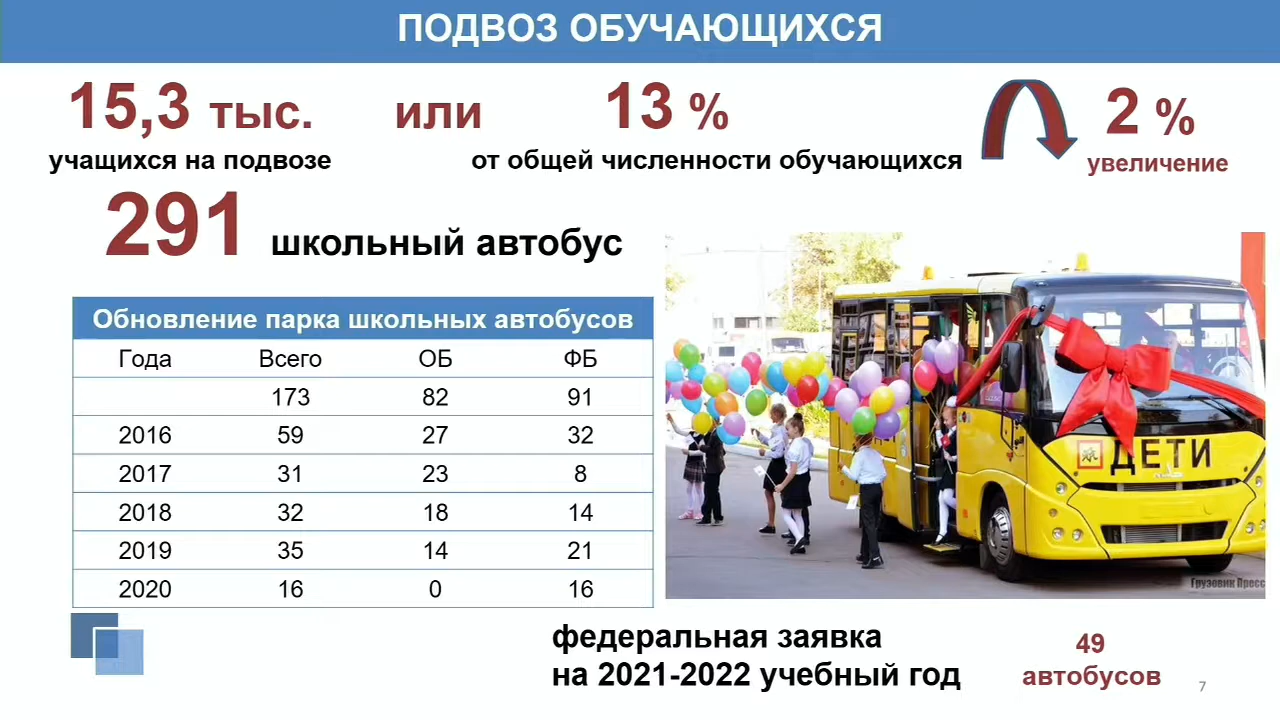 ПОДВОЗ ОБУЧАЮЩИХСЯ
15,3 тыс. или 13 % 2 %
учащихся на подвозе от общей численности обучающихся увеличение
291 школьный автобус
Обновление парка школьных автобусов
Года Всего ОБ ФБ
173 82 91
2016 59 27 32
2017 31 23 8
2018 32 18 14
2019 35 14 21
2020 16 0 16
ДЕТИ
Грузовик Пресс
федеральная заявка
на 2021-2022 учебный год
49
автобусов
7